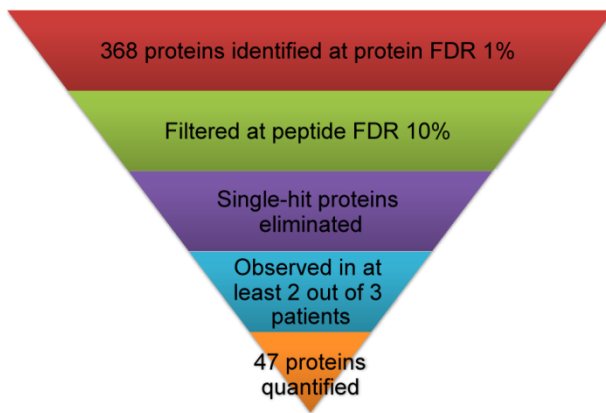 368 proteins identified at protein FDR 1%
Filtered at peptide FDR 10%
Single-hit proteins
eliminated
Observed in at
least 2 out of 3
patients
47 proteins
quantified